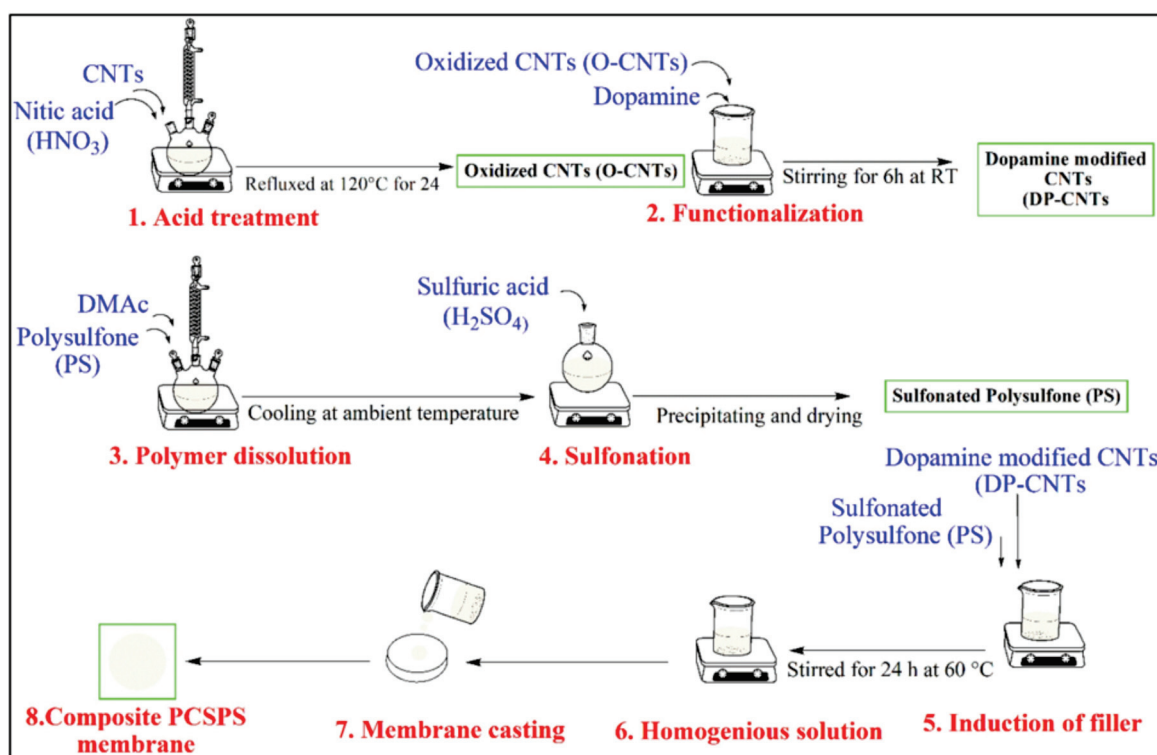 CNTs
Nitic acid
(HNO₃)
Refluxed at 120°C for 24
Oxidized CNTs (O-CNTs)
1. Acid treatment
Oxidized CNTs (O-CNTs)
Dopamine
Stirring for 6h at RT
Dopamine modified
CNTs
(DP-CNTs
2. Functionalization
DMAc
Polysulfone
(PS)
Cooling at ambient temperature
3. Polymer dissolution
Sulfuric acid
(H₂SO₄)
Precipitating and drying
Sulfonated Polysulfone (PS)
4. Sulfonation
Dopamine modified CNTs
(DP-CNTs
Sulfonated
Polysulfone (PS)
Stirred for 24 h at 60 °C
5. Induction of filler
6. Homogenious solution
7. Membrane casting
8.Composite PCSPS
membrane